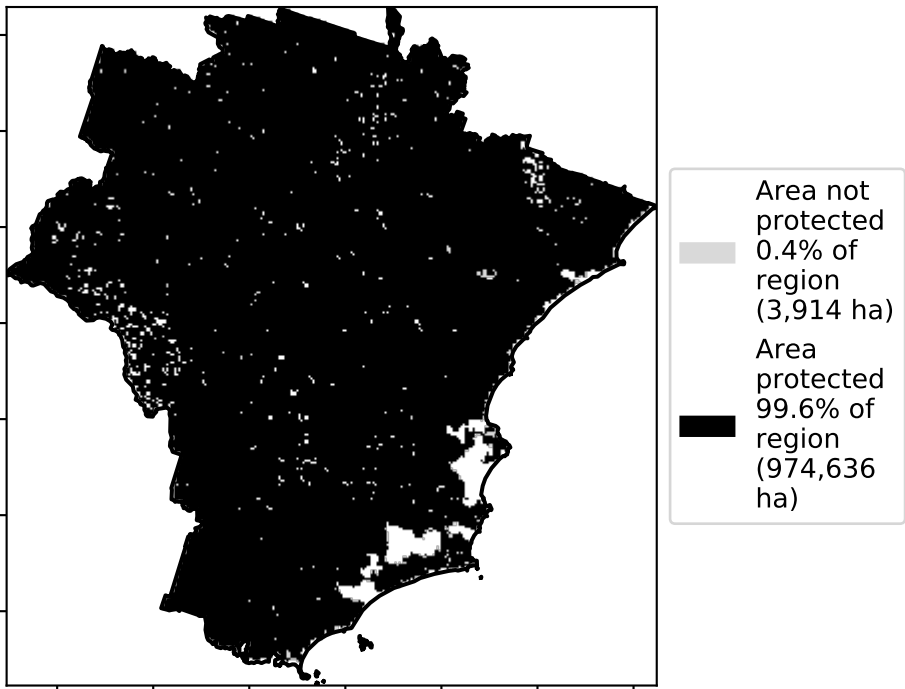 Area not
protected
0.4% of
region
(3,914 ha)
Area
protected
99.6% of
region
(974,636
ha)